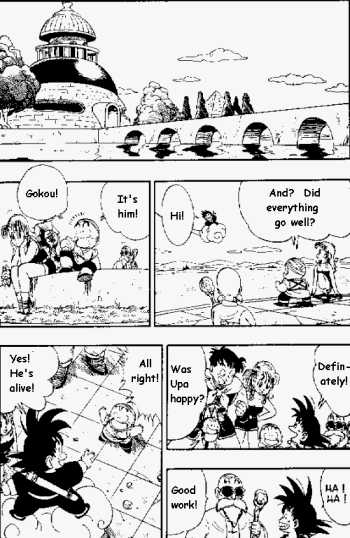 Gokou!
It's
him!
Hi!
And? Did
everything
go well?
Yes!
He's
alive!
All
right!
Was
Upa
happy?
Defin-
ately!
Good
work!
HA !
HA !